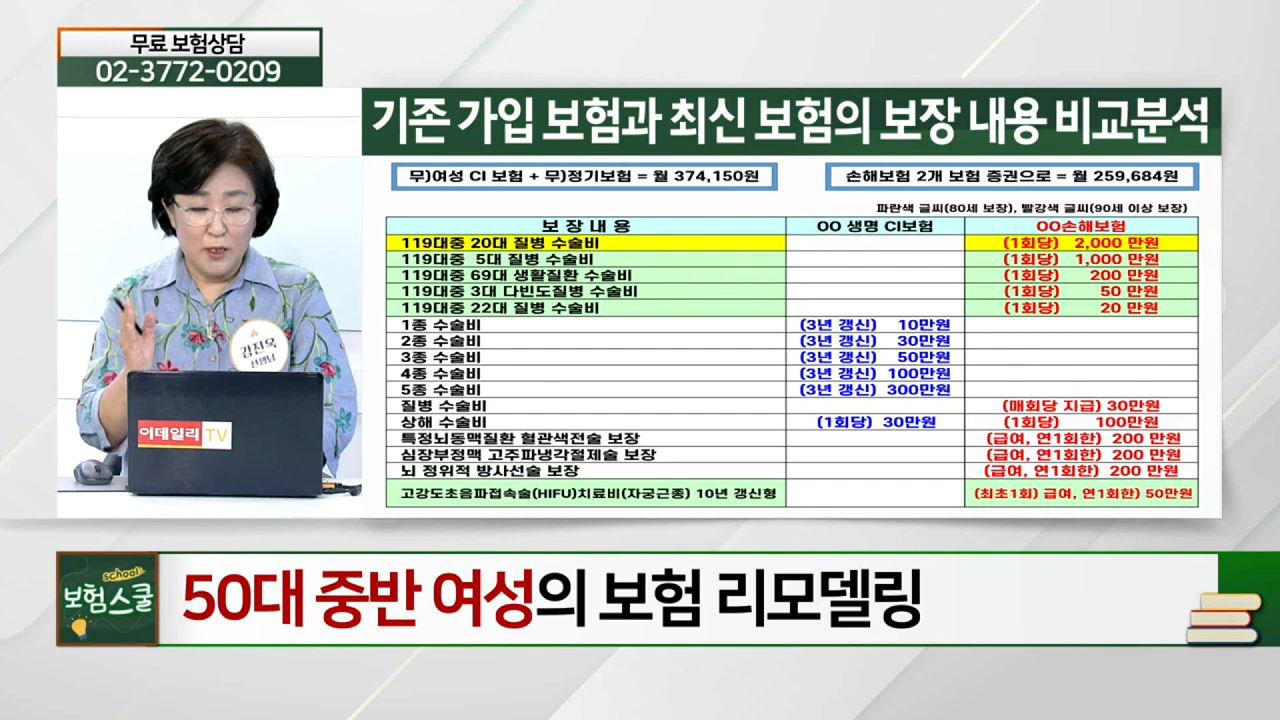 무료 보험상담
02-3772-0209
기존 가입 보험과 최신 보험의 보장 내용 비교분석
무)여성 CI 보험 + 무)정기보험 = 월 374,150원
손해보험 2개 보험 증권으로 = 월 259,684원
파란색 글씨(80세 보장), 빨강색 글씨(90세 이상 보장)
보 장 내 용 OO 생명 CI보험 OO손해보험
119대중 20대 질병 수술비 (1회당) 2,000 만원
119대중 5대 질병 수술비 (1회당) 1,000 만원
119대중 69대 생활질환 수술비 (1회당) 200 만원
119대중 3대 다빈도질병 수술비 (1회당) 50 만원
119대중 22대 질병 수술비 (1회당) 20 만원
1종 수술비 (3년 갱신) 10만원
2종 수술비 (3년 갱신) 30만원
3종 수술비 (3년 갱신) 50만원
4종 수술비 (3년 갱신) 100만원
5종 수술비 (3년 갱신) 300만원
질병 수술비 (매회당 지급) 30만원
상해 수술비 (1회당) 30만원 (1회당) 100만원
특정뇌동맥질환 혈관색전술 보장 (급여, 연1회한) 200 만원
심장부정맥 고주파냉각절제술 보장 (급여, 연1회한) 200 만원
뇌 정위적 방사선술 보장 (급여, 연1회한) 200 만원
고강도초음파접속술(HIFU)치료비(자궁근종) 10년 갱신형 (최초1회) 급여, 연1회한) 50만원
김진옥
선생님
이데일리 TV
school
보험스쿨
50대 중반 여성의 보험 리모델링